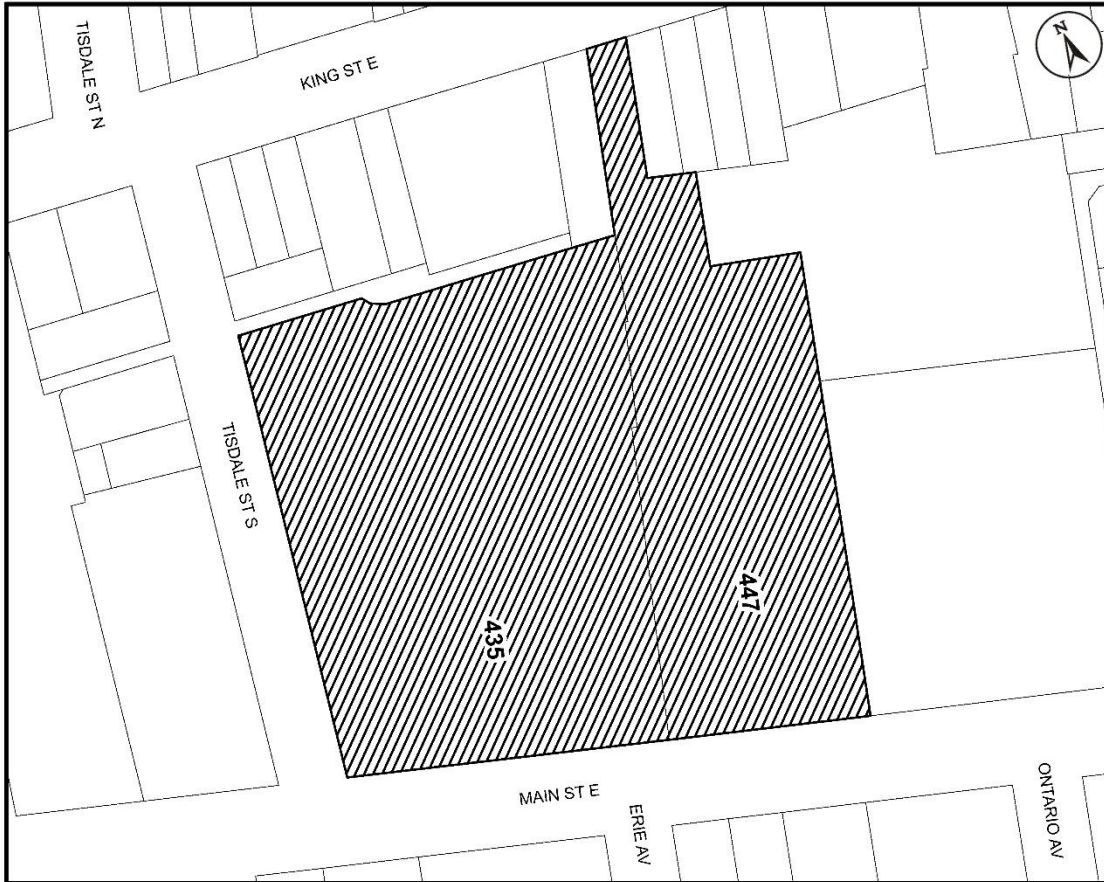 TISDALE ST N
KING ST E
N
TISDALE ST S
447
435
MAIN ST E
ERIE AV
ONTARIO AV